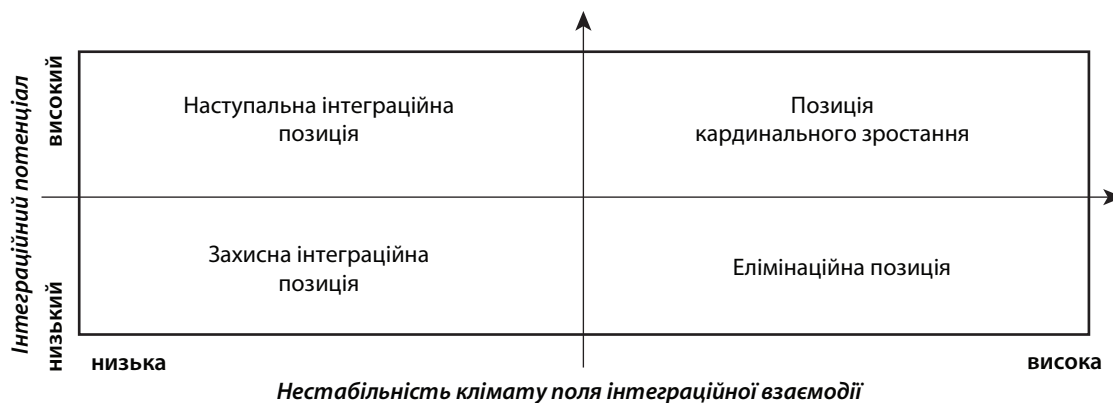 Інтеграційний потенціал
високий
Наступальна інтеграційна
позиція
Позиція
кардинального зростання
низький
Захисна інтеграційна
позиція
Елімінаційна позиція
низька
висока
Нестабільність клімату поля інтеграційної взаємодії